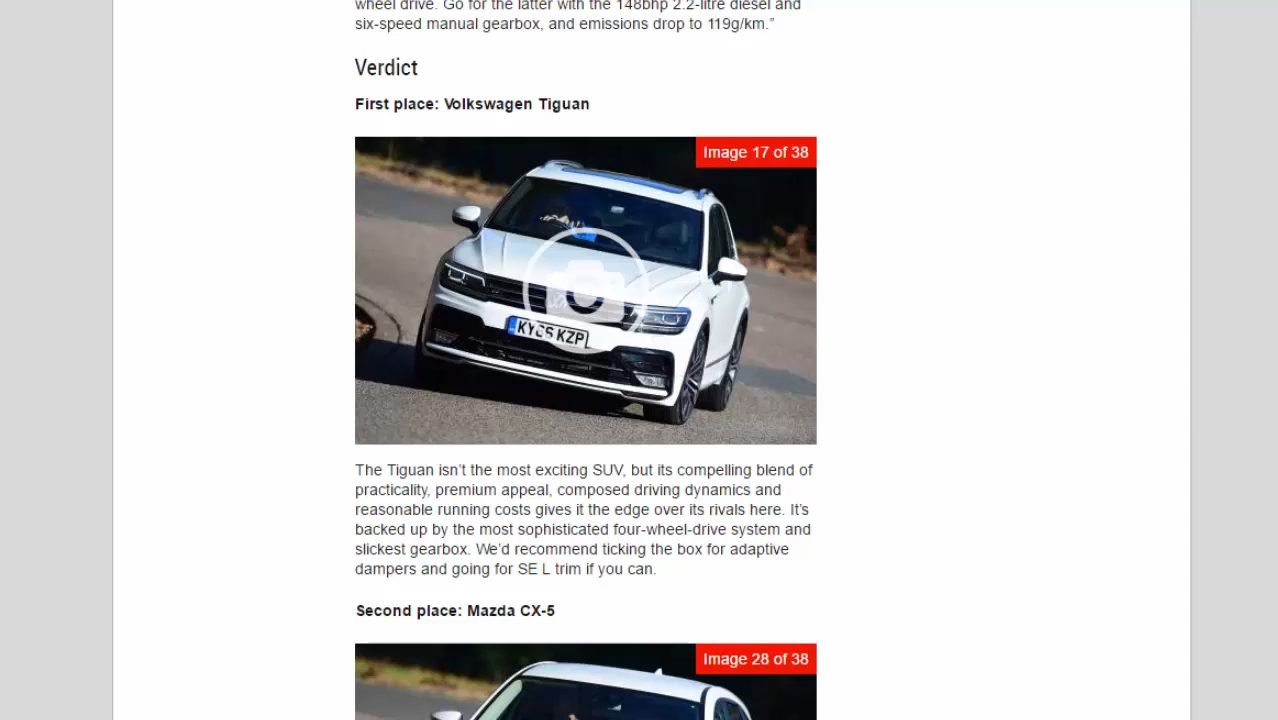 wheel drive. Go for the latter with the 148bhp 2.2-litre diesel and
six-speed manual gearbox, and emissions drop to 119g/km.”
Verdict
First place: Volkswagen Tiguan
Image 17 of 38
KZP
The Tiguan isn’t the most exciting SUV, but its compelling blend of
practicality, premium appeal, composed driving dynamics and
reasonable running costs gives it the edge over its rivals here. It’s
backed up by the most sophisticated four-wheel-drive system and
slickest gearbox. We’d recommend ticking the box for adaptive
dampers and going for SE L trim if you can.
Second place: Mazda CX-5
Image 28 of 38